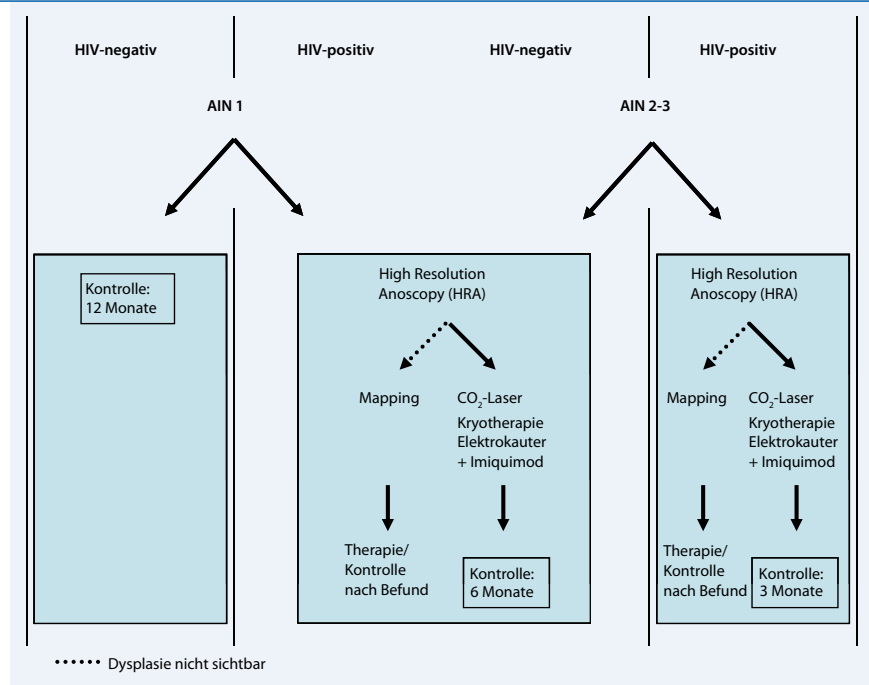 HIV-negativ
HIV-positiv
HIV-negativ
HIV-positiv
AIN 1
AIN 2-3
Kontrolle:
12 Monate
High Resolution
Anoscopy (HRA)
Mapping
CO₂-Laser
Kryotherapie
Elektrokauter
+ Imiquimod
Therapie/
Kontrolle
nach Befund
Kontrolle:
6 Monate
High Resolution
Anoscopy (HRA)
Mapping
CO₂-Laser
Kryotherapie
Elektrokauter
+ Imiquimod
Therapie/
Kontrolle
nach Befund
Kontrolle:
3 Monate
Dysplasie nicht sichtbar